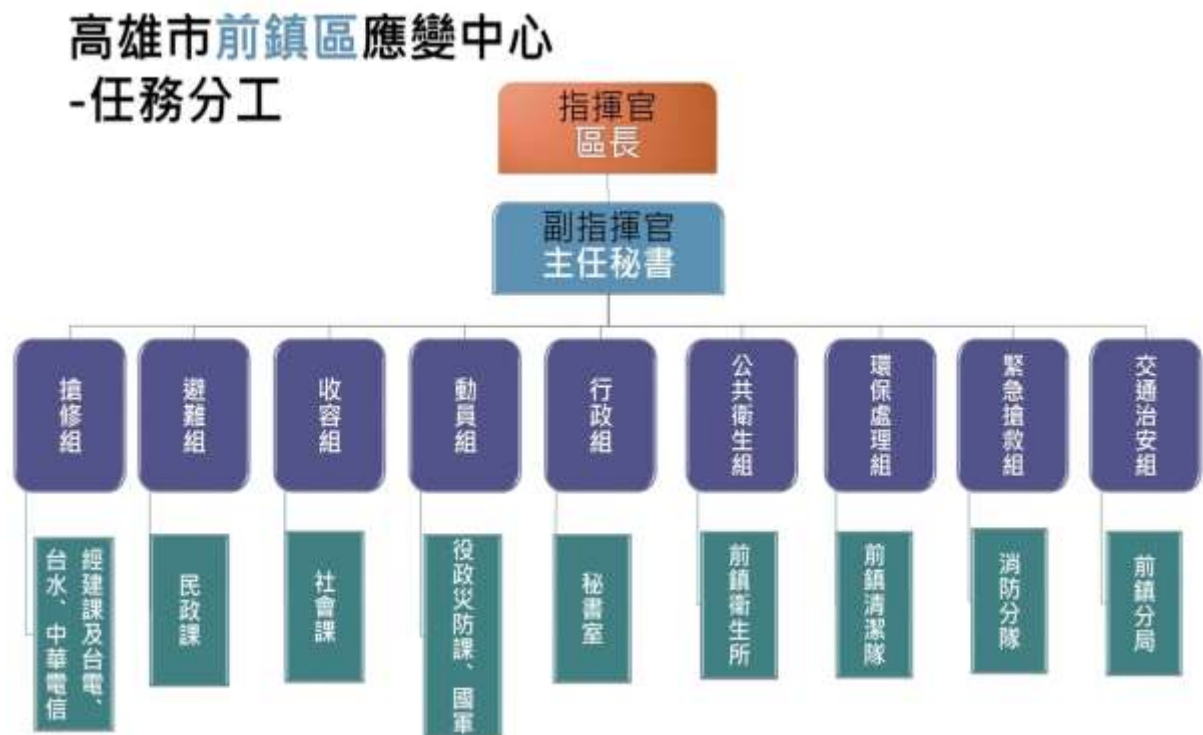 高雄市前鎮區應變中心
-任務分工
指揮官
區長
副指揮官
主任秘書
搶修組
避難組
收容組
動員組
行政組
公共衛生組
環保處理組
緊急搶救組
交通治安組
經建課及台電、
台水、中華電信
民政課
社會課
役政災防課、國軍
秘書室
前鎮衛生所
前鎮清潔隊
消防分隊
前鎮分局